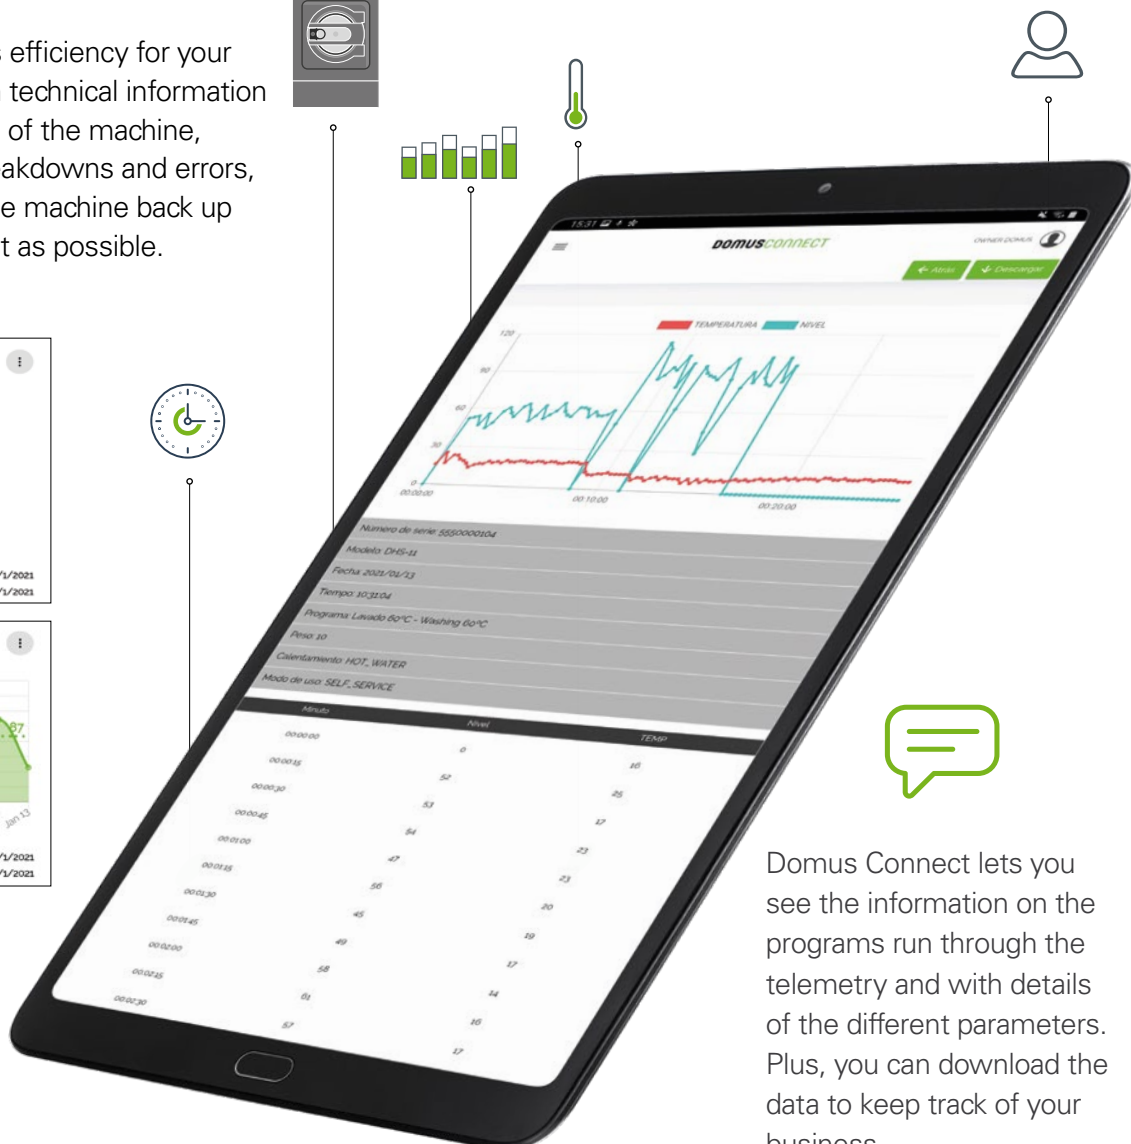 s efficiency for your
technical information
of the machine,
eakdowns and errors,
e machine back up
t as possible.
/1/2021
/1/2021
87
Jan 13
/1/2021
/1/2021
15:31
DOMUSCONNECT
OWNER DOMUS
Atrás
Descargar
TEMPERATURA
NIVEL
120
90
60
30
0
00:00:00
00:10:00
00:20:00
Número de serie: 5550000104
Modelo: DHS-11
Fecha: 2021/01/13
Tiempo: 10:31:04
Programa: Lavado 60ºC - Washing 60ºC
Peso: 10
Calentamiento: HOT_WATER
Modo de uso: SELF_SERVICE
Minuto Nivel TEMP
00:00:00 0 16
00:00:15 52 25
00:00:30 53 17
00:00:45 54 23
00:01:00 47 23
00:01:15 56 20
00:01:30 45 19
00:01:45 49 17
00:02:00 58 14
00:02:15 61 16
00:02:30 57 17
Domus Connect lets you
see the information on the
programs run through the
telemetry and with details
of the different parameters.
Plus, you can download the
data to keep track of your
business